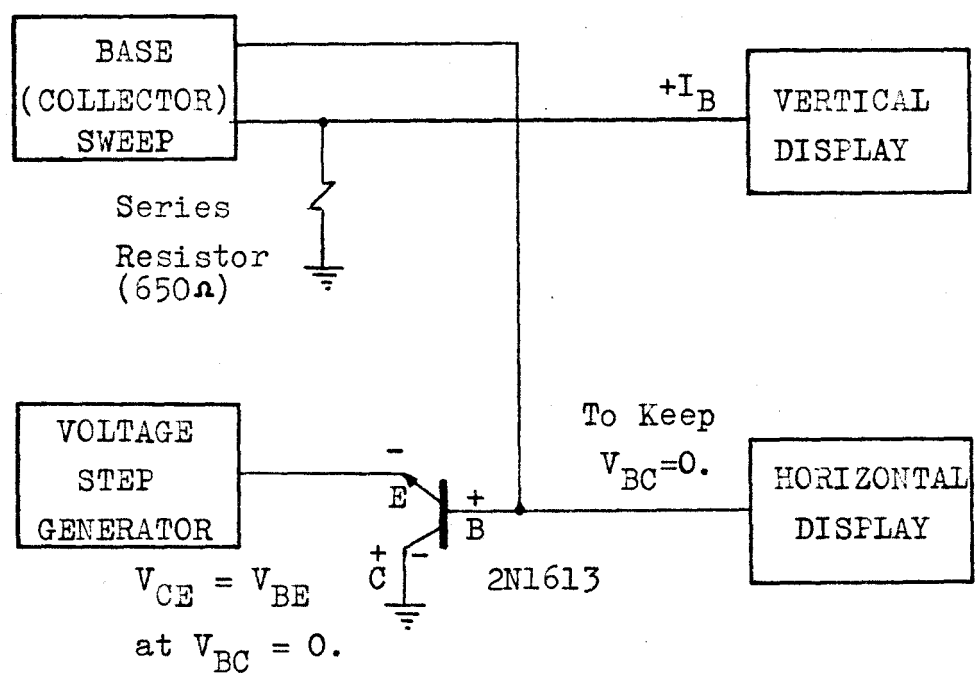 BASE
(COLLECTOR)
SWEEP
+I_B
VERTICAL
DISPLAY
Series
Resistor
(650Ω)
VOLTAGE
STEP
GENERATOR
-
E
+
B
+
-
C
2N1613
To Keep
V_BC=0.
HORIZONTAL
DISPLAY
V_CE = V_BE
at V_BC = 0.